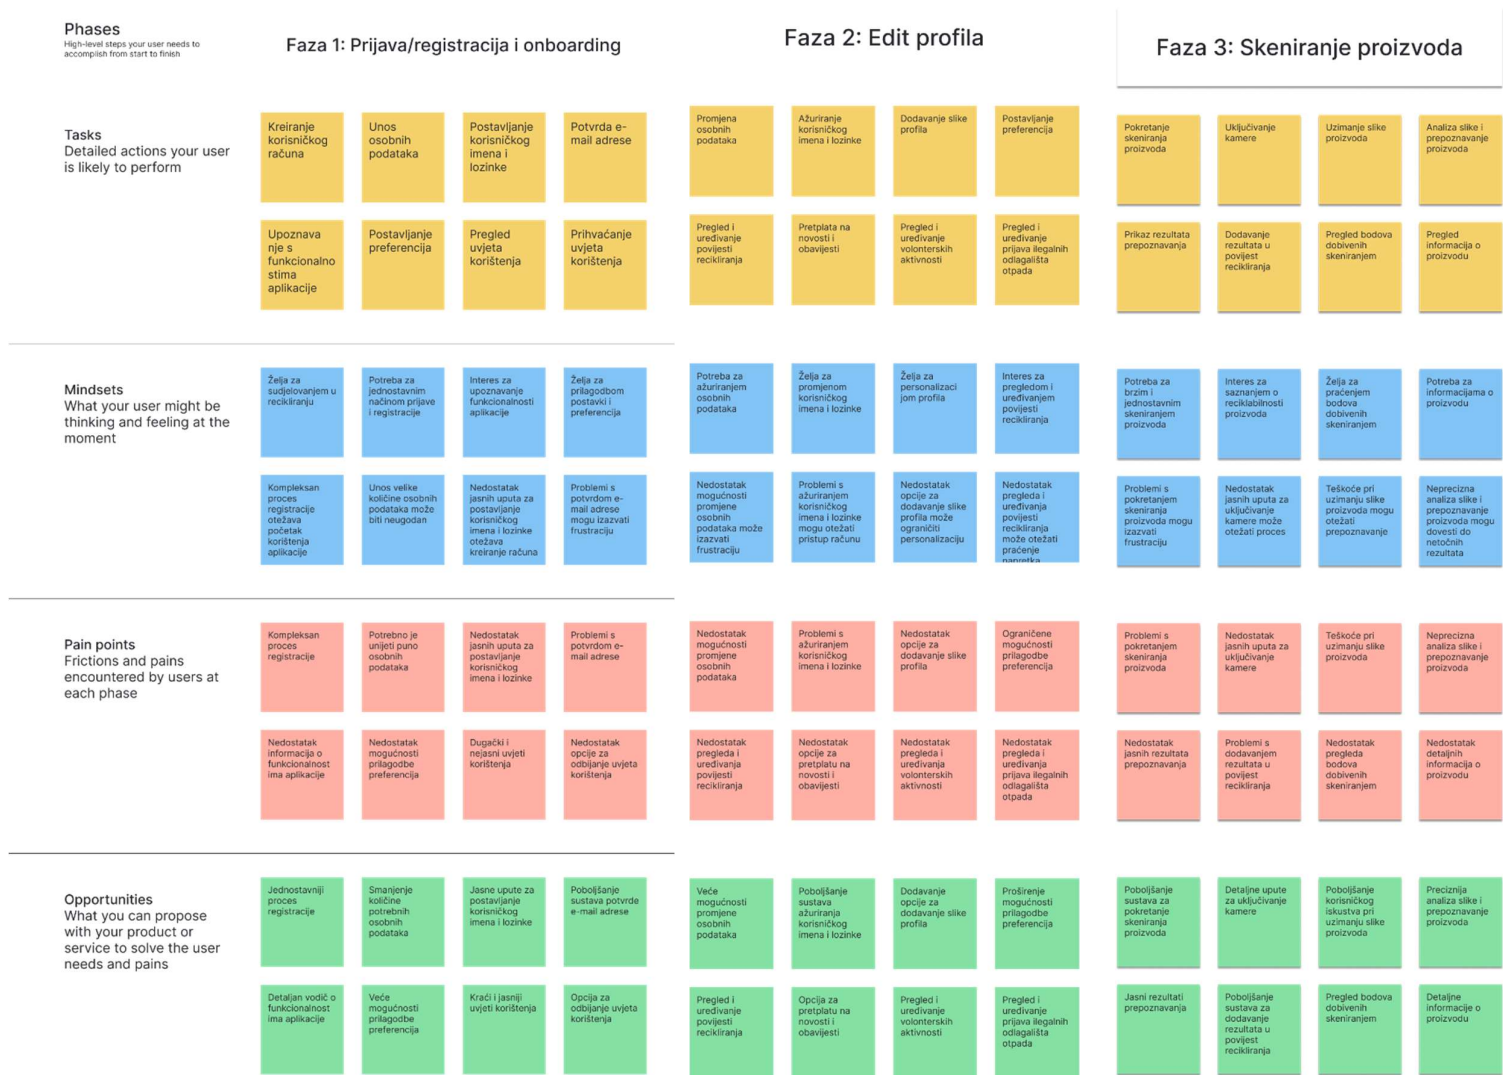 Phases
High-level steps your user needs to
accomplish from start to finish
Faza 1: Prijava/registracija i onboarding
Faza 2: Edit profila
Faza 3: Skeniranje proizvoda
Tasks
Detailed actions your user
is likely to perform
Kreiranje
korisničkog
računa
Unos
osobnih
podataka
Postavljanje
korisničkog
imena i
lozinke
Potvrda e-
mail adrese
Promjena
osobnih
podataka
Ažuriranje
korisničkog
imena i lozinke
Dodavanje slike
profila
Postavljanje
preferencija
Pokretanje
skeniranja
proizvoda
Uključivanje
kamere
Uzimanje slike
proizvoda
Analiza slike i
prepoznavanje
proizvoda
Upoznava
nje s
funkcionalno
stima
aplikacije
Postavljanje
preferencija
Pregled
uvjeta
korištenja
Prihvaćanje
uvjeta
korištenja
Pregled i
uređivanje
povijesti
recikliranja
Pretplata na
novosti i
obavijesti
Pregled i
uređivanje
volonterskih
aktivnosti
Pregled i
uređivanje
prijava ilegalnih
odlagališta
otpada
Prikaz rezultata
prepoznavanja
Dodavanje
rezultata u
povijest
recikliranja
Pregled bodova
dobivenih
skeniranjem
Pregled
informacija o
proizvodu
Mindsets
What your user might be
thinking and feeling at the
moment
Želja za
sudjelovanjem u
recikliranju
Potreba za
jednostavnim
načinom prijave
i registracije
Interes za
upoznavanje
funkcionalnosti
aplikacije
Želja za
prilagodbom
postavki i
preferencija
Potreba za
ažuriranjem
osobnih
podataka
Želja za
promjenom
korisničkog
imena i lozinke
Želja za
personalizaci
jom profila
Interes za
pregledom i
uređivanjem
povijesti
recikliranja
Potreba za
brzim i
jednostavnim
skeniranjem
proizvoda
Interes za
saznanjem o
reciklabilnosti
proizvoda
Želja za
praćenjem
bodova
dobivenih
skeniranjem
Potreba za
informacijama o
proizvodu
Kompleksan
proces
registracije
otežava
početak
korištenja
aplikacije
Unos velike
količine osobnih
podataka može
biti neugodan
Nedostatak
jasnih uputa za
postavljanje
korisničkog
imena i lozinke
otežava
kreiranje računa
Problemi s
potvrdom e-
mail adrese
mogu izazvati
frustraciju
Nedostatak
mogućnosti
promjene
osobnih
podataka može
izazvati
frustraciju
Problemi s
ažuriranjem
korisničkog
imena i lozinke
mogu otežati
pristup računu
Nedostatak
opcije za
dodavanje slike
profila može
ograničiti
personalizaciju
Nedostatak
pregleda i
uređivanja
povijesti
recikliranja
može otežati
praćenje
napretka
Problemi s
pokretanjem
skeniranja
proizvoda mogu
izazvati
frustraciju
Nedostatak
jasnih uputa za
uključivanje
kamere može
otežati proces
Teškoće pri
uzimanju slike
proizvoda mogu
otežati
prepoznavanje
Neprecizna
analiza slike i
prepoznavanje
proizvoda mogu
dovesti do
netočnih
rezultata
Pain points
Frictions and pains
encountered by users at
each phase
Kompleksan
proces
registracije
Potrebno je
unijeti puno
osobnih
podataka
Nedostatak
jasnih uputa za
postavljanje
korisničkog
imena i lozinke
Problemi s
potvrdom e-
mail adrese
Nedostatak
mogućnosti
promjene
osobnih
podataka
Problemi s
ažuriranjem
korisničkog
imena i lozinke
Nedostatak
opcije za
dodavanje slike
profila
Ograničene
mogućnosti
prilagodbe
preferencija
Problemi s
pokretanjem
skeniranja
proizvoda
Nedostatak
jasnih uputa za
uključivanje
kamere
Teškoće pri
uzimanju slike
proizvoda
Neprecizna
analiza slike i
prepoznavanje
proizvoda
Nedostatak
informacija o
funkcionalnost
ima aplikacije
Nedostatak
mogućnosti
prilagodbe
preferencija
Dugački i
nejasni uvjeti
korištenja
Nedostatak
opcije za
odbijanje uvjeta
korištenja
Nedostatak
pregleda i
uređivanja
povijesti
recikliranja
Nedostatak
opcije za
pretplatu na
novosti i
obavijesti
Nedostatak
pregleda i
uređivanja
volonterskih
aktivnosti
Nedostatak
pregleda i
uređivanja
prijava ilegalnih
odlagališta
otpada
Nedostatak
jasnih rezultata
prepoznavanja
Problemi s
dodavanjem
rezultata u
povijest
recikliranja
Nedostatak
pregleda
bodova
dobivenih
skeniranjem
Nedostatak
detaljnih
informacija o
proizvodu
Opportunities
What you can propose
with your product or
service to solve the user
needs and pains
Jednostavniji
proces
registracije
Smanjenje
količine
potrebnih
osobnih
podataka
Jasne upute za
postavljanje
korisničkog
imena i lozinke
Poboljšanje
sustava potvrde
e-mail adrese
Veće
mogućnosti
promjene
osobnih
podataka
Poboljšanje
sustava
ažuriranja
korisničkog
imena i lozinke
Dodavanje
opcije za
dodavanje slike
profila
Proširenje
mogućnosti
prilagodbe
preferencija
Poboljšanje
sustava za
pokretanje
skeniranja
proizvoda
Detaljne upute
za uključivanje
kamere
Poboljšanje
korisničkog
iskustva pri
uzimanju slike
proizvoda
Preciznija
analiza slike i
prepoznavanje
proizvoda
Detaljan vodič o
funkcionalnost
ima aplikacije
Veće
mogućnosti
prilagodbe
preferencija
Kraći i jasniji
uvjeti korištenja
Opcija za
odbijanje uvjeta
korištenja
Pregled i
uređivanje
povijesti
recikliranja
Opcija za
pretplatu na
novosti i
obavijesti
Pregled i
uređivanje
volonterskih
aktivnosti
Pregled i
uređivanje
prijava ilegalnih
odlagališta
otpada
Jasni rezultati
prepoznavanja
Poboljšanje
sustava za
dodavanje
rezultata u
povijest
recikliranja
Pregled bodova
dobivenih
skeniranjem
Detaljne
informacije o
proizvodu